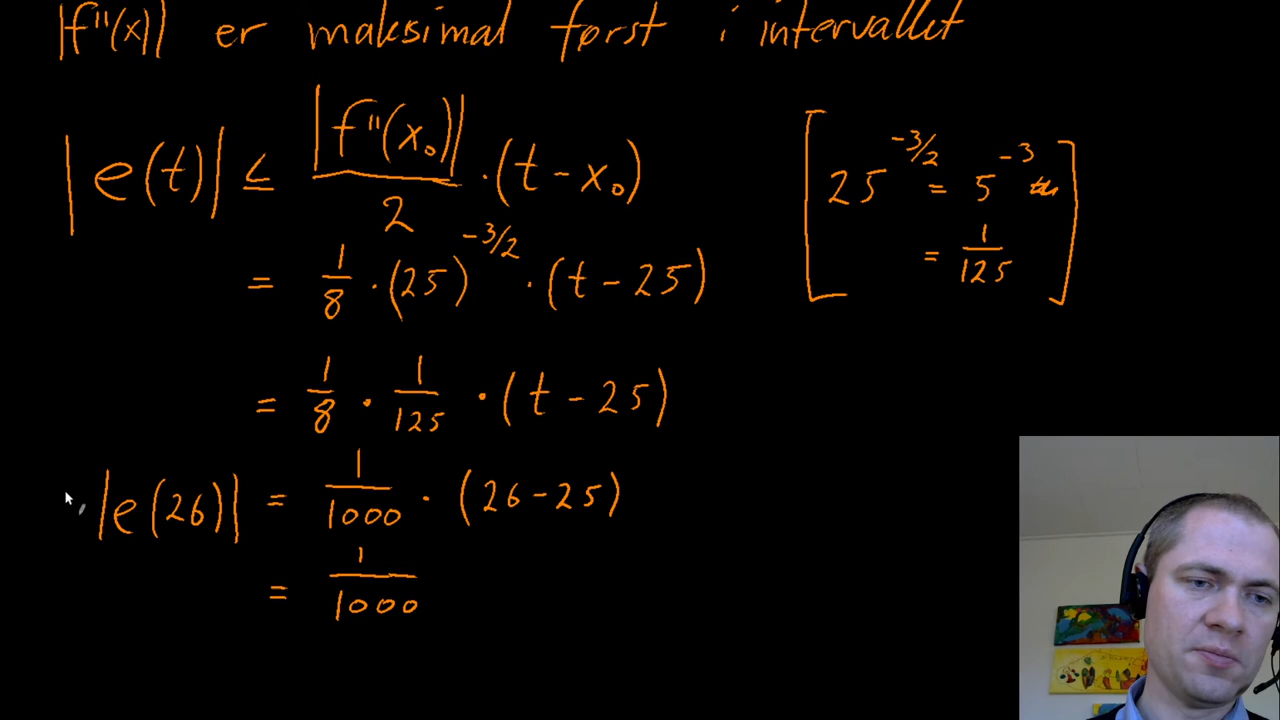 |f''(x)| er maksimal først i intervallet
|e(t)| ≤ |f''(x₀)|/2 · (t - x₀)
= 1/8 · (25)^(-3/2) · (t - 25)
= 1/8 · 1/125 · (t - 25)
|e(26)| = 1/1000 · (26 - 25)
= 1/1000
[25^(-3/2) = 5^(-3)
= 1/125]